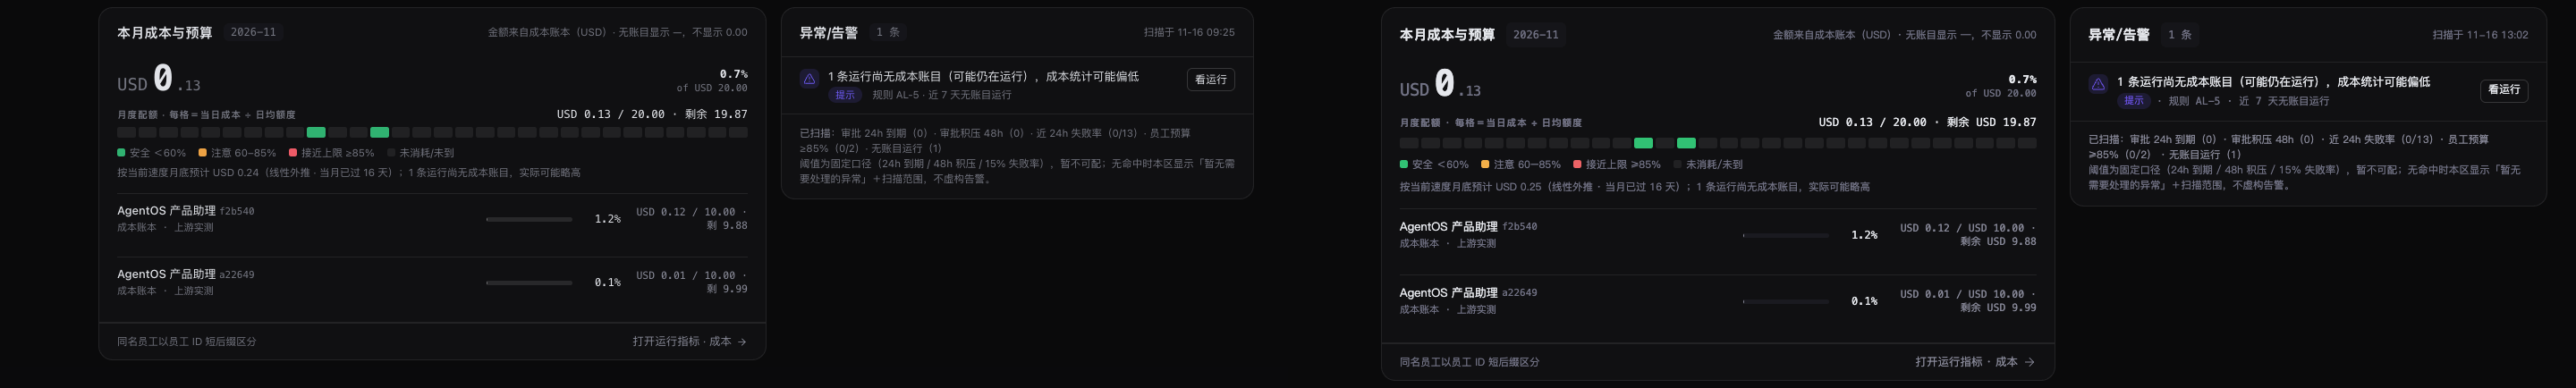 本月成本与预算 2026-11 金额来自成本账本（USD）· 无账目显示 —，不显示 0.00
USD 0.13
0.7%
of USD 20.00
月度配额 · 每格＝当日成本 ÷ 日均额度 USD 0.13 / 20.00 · 剩余 19.87
安全 <60% 注意 60–85% 接近上限 ≥85% 未消耗/未到
按当前速度月底预计 USD 0.24（线性外推 · 当月已过 16 天）；1 条运行尚无成本账目，实际可能略高
AgentOS 产品助理 f2b540
成本账本 · 上游实测
1.2%
USD 0.12 / 10.00 ·
剩 9.88
AgentOS 产品助理 a22649
成本账本 · 上游实测
0.1%
USD 0.01 / 10.00 ·
剩 9.99
同名员工以员工 ID 短后缀区分 打开运行指标 · 成本 →
异常/告警 1 条 扫描于 11-16 09:25
1 条运行尚无成本账目（可能仍在运行），成本统计可能偏低
提示 规则 AL-5 · 近 7 天无账目运行
看运行
已扫描：审批 24h 到期（0）· 审批积压 48h（0）· 近 24h 失败率（0/13）· 员工预算
≥85%（0/2）· 无账目运行（1）
阈值为固定口径（24h 到期 / 48h 积压 / 15% 失败率），暂不可配；无命中时本区显示「暂无需
要处理的异常」＋扫描范围，不虚构告警。
本月成本与预算 2026-11 金额来自成本账本（USD）· 无账目显示 —，不显示 0.00
USD 0.13
0.7%
of USD 20.00
月度配额 · 每格＝当日成本 ÷ 日均额度 USD 0.13 / 20.00 · 剩余 USD 19.87
安全 <60% 注意 60—85% 接近上限 ≥85% 未消耗/未到
按当前速度月底预计 USD 0.25（线性外推 · 当月已过 16 天）；1 条运行尚无成本账目，实际可能略高
AgentOS 产品助理 f2b540
成本账本 · 上游实测
1.2%
USD 0.12 / USD 10.00 ·
剩余 USD 9.88
AgentOS 产品助理 a22649
成本账本 · 上游实测
0.1%
USD 0.01 / USD 10.00 ·
剩余 USD 9.99
同名员工以员工 ID 短后缀区分 打开运行指标 · 成本 →
异常/告警 1 条 扫描于 11-16 13:02
1 条运行尚无成本账目（可能仍在运行），成本统计可能偏低
提示 · 规则 AL-5 · 近 7 天无账目运行
看运行
已扫描：审批 24h 到期（0）· 审批积压 48h（0）· 近 24h 失败率（0/13）· 员工预算
≥85%（0/2）· 无账目运行（1）
阈值为固定口径（24h 到期 / 48h 积压 / 15% 失败率），暂不可配；无命中时本区显示「暂无
需要处理的异常」＋扫描范围，不虚构告警。